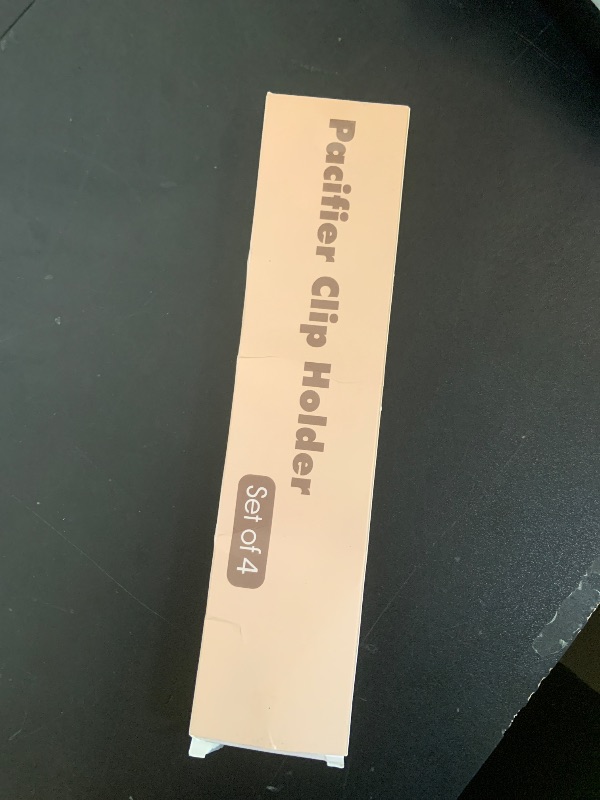 Pacifier Clip Holder
Set of 4